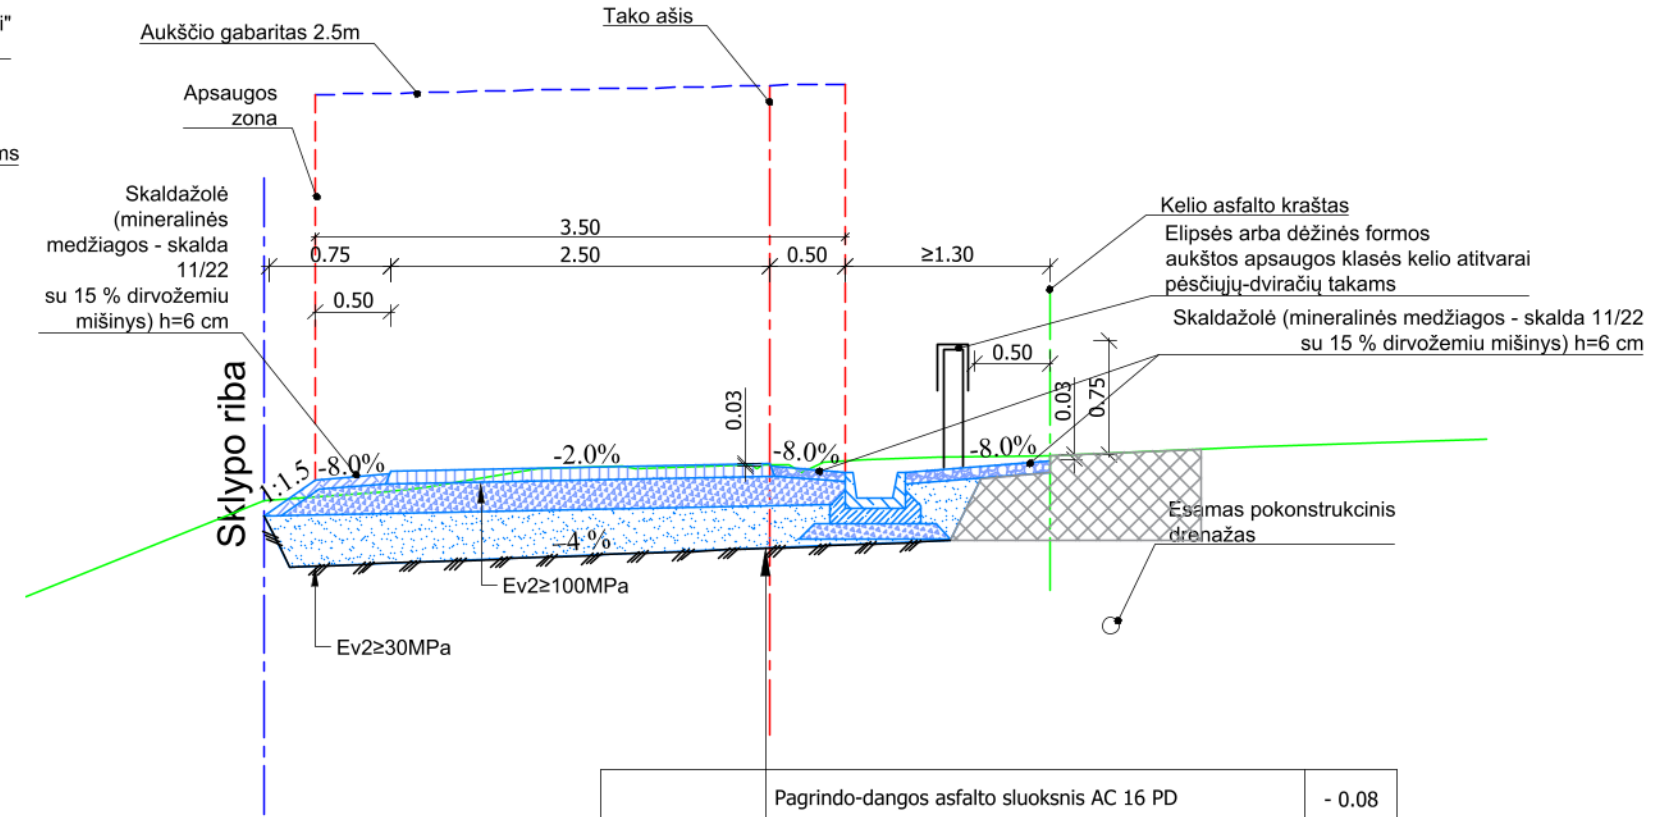 i"
Aukščio gabaritas 2.5m
Tako ašis
Apsaugos
zona
ms
Skaldažolė
(mineralinės
medžiagos - skalda
11/22
su 15 % dirvožemiu
mišinys) h=6 cm
Kelio asfalto kraštas
Elipsės arba dėžinės formos
aukštos apsaugos klasės kelio atitvarai
pėsčiųjų-dviračių takams
Skaldažolė (mineralinės medžiagos - skalda 11/22
su 15 % dirvožemiu mišinys) h=6 cm
3.50
0.75
2.50
0.50
≥1.30
0.50
0.50
0.03
0.03
0.75
Sklypo riba
1:1.5
-8.0%
-2.0%
-8.0%
-8.0%
-4 %
Esamas pokonstrukcinis
drenažas
Ev2≥100MPa
Ev2≥30MPa
Pagrindo-dangos asfalto sluoksnis AC 16 PD
- 0.08